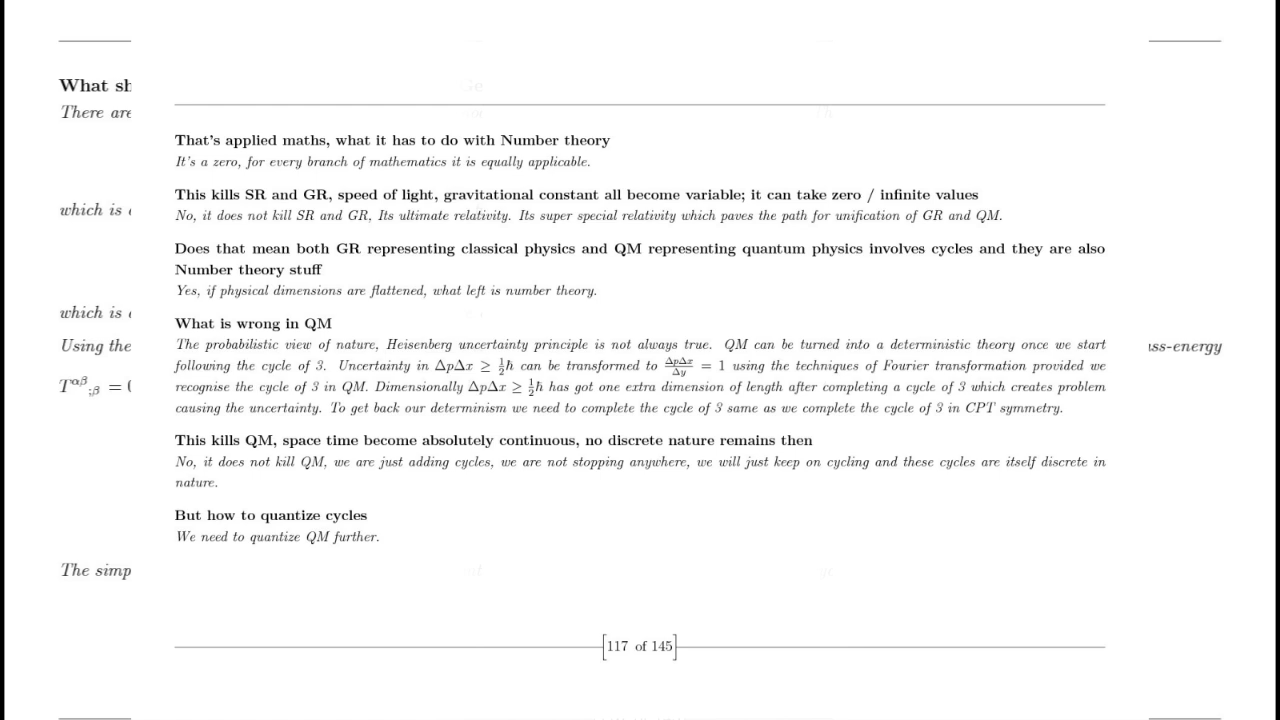 What sh
There are
which is
which is
Using the
ss-energy
T^{αβ}_{;β} =
The simp
That's applied maths, what it has to do with Number theory
It's a zero, for every branch of mathematics it is equally applicable.
This kills SR and GR, speed of light, gravitational constant all become variable; it can take zero / infinite values
No, it does not kill SR and GR, Its ultimate relativity. Its super special relativity which paves the path for unification of GR and QM.
Does that mean both GR representing classical physics and QM representing quantum physics involves cycles and they are also
Number theory stuff
Yes, if physical dimensions are flattened, what left is number theory.
What is wrong in QM
The probabilistic view of nature, Heisenberg uncertainty principle is not always true. QM can be turned into a deterministic theory once we start
following the cycle of 3. Uncertainty in ΔpΔx ≥ ½ħ can be transformed to ΔpΔx/Δy = 1 using the techniques of Fourier transformation provided we
recognise the cycle of 3 in QM. Dimensionally ΔpΔx ≥ ½ħ has got one extra dimension of length after completing a cycle of 3 which creates problem
causing the uncertainty. To get back our determinism we need to complete the cycle of 3 same as we complete the cycle of 3 in CPT symmetry.
This kills QM, space time become absolutely continuous, no discrete nature remains then
No, it does not kill QM, we are just adding cycles, we are not stopping anywhere, we will just keep on cycling and these cycles are itself discrete in
nature.
But how to quantize cycles
We need to quantize QM further.
[117 of 145]